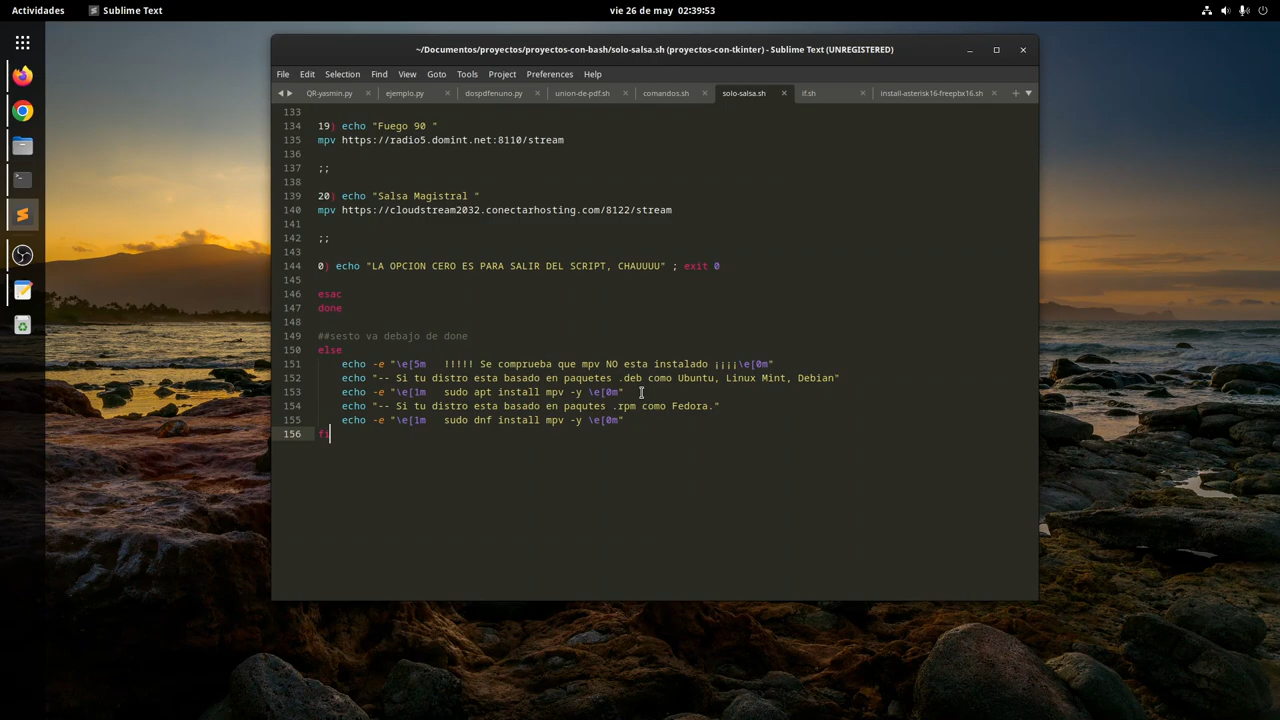 Actividades Sublime Text vie 26 de may 02:39:53
~/Documentos/proyectos/proyectos-con-bash/solo-salsa.sh (proyectos-con-tkinter) - Sublime Text (UNREGISTERED)
File Edit Selection Find View Goto Tools Project Preferences Help
QR-yasmin.py ejemplo.py dospdfenuno.py union-de-pdf.sh comandos.sh solo-salsa.sh if.sh install-asterisk16-freepbx16.sh
133
134 19) echo "Fuego 90 "
135 mpv https://radio5.domint.net:8110/stream
136
137 ;;
138
139 20) echo "Salsa Magistral "
140 mpv https://cloudstream2032.conectarhosting.com/8122/stream
141
142 ;;
143
144 0) echo "LA OPCION CERO ES PARA SALIR DEL SCRIPT, CHAUUUU" ; exit 0
145
146 esac
147 done
148
149 ##sesto va debajo de done
150 else
151 echo -e "\e[5m !!!!! Se comprueba que mpv NO esta instalado ¡¡¡¡\e[0m"
152 echo "-- Si tu distro esta basado en paquetes .deb como Ubuntu, Linux Mint, Debian"
153 echo -e "\e[1m sudo apt install mpv -y \e[0m"
154 echo "-- Si tu distro esta basado en paqutes .rpm como Fedora."
155 echo -e "\e[1m sudo dnf install mpv -y \e[0m"
156 fi